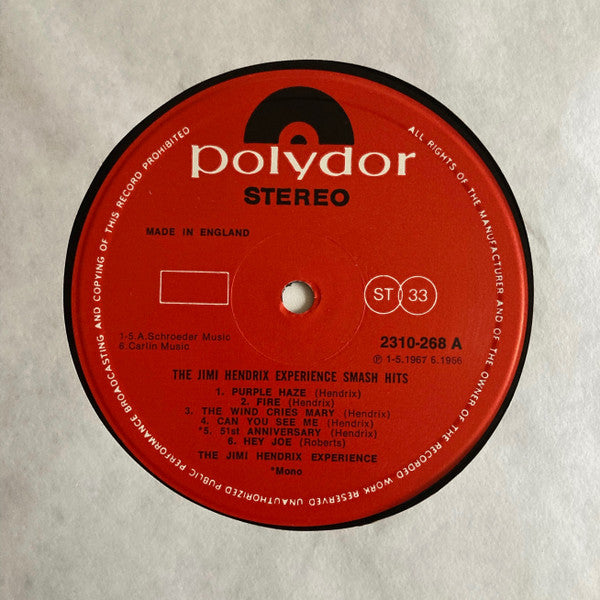 polydor
STEREO
MADE IN ENGLAND
ST 33
1-5.A.Schroeder Music
6.Carlin Music
2310-268 A
℗ 1-5.1967 6.1966
THE JIMI HENDRIX EXPERIENCE SMASH HITS
1. PURPLE HAZE (Hendrix)
2. FIRE (Hendrix)
3. THE WIND CRIES MARY (Hendrix)
4. CAN YOU SEE ME (Hendrix)
*5. 51st ANNIVERSARY (Hendrix)
6. HEY JOE (Roberts)
THE JIMI HENDRIX EXPERIENCE
*Mono
ALL RIGHTS OF THE MANUFACTURER AND OF THE OWNER OF THE RECORDED WORK RESERVED UNAUTHORIZED PUBLIC PERFORMANCE BROADCASTING AND COPYING OF THIS RECORD PROHIBITED